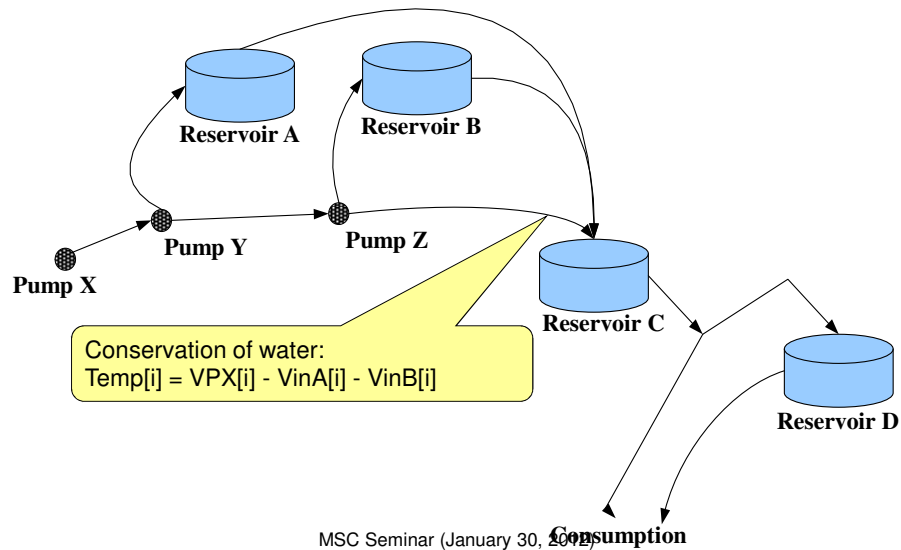 Reservoir A
Reservoir B
Pump Y
Pump Z
Pump X
Reservoir C
Conservation of water:
Temp[i] = VPX[i] - VinA[i] - VinB[i]
Reservoir D
Consumption
MSC Seminar (January 30, 2012)